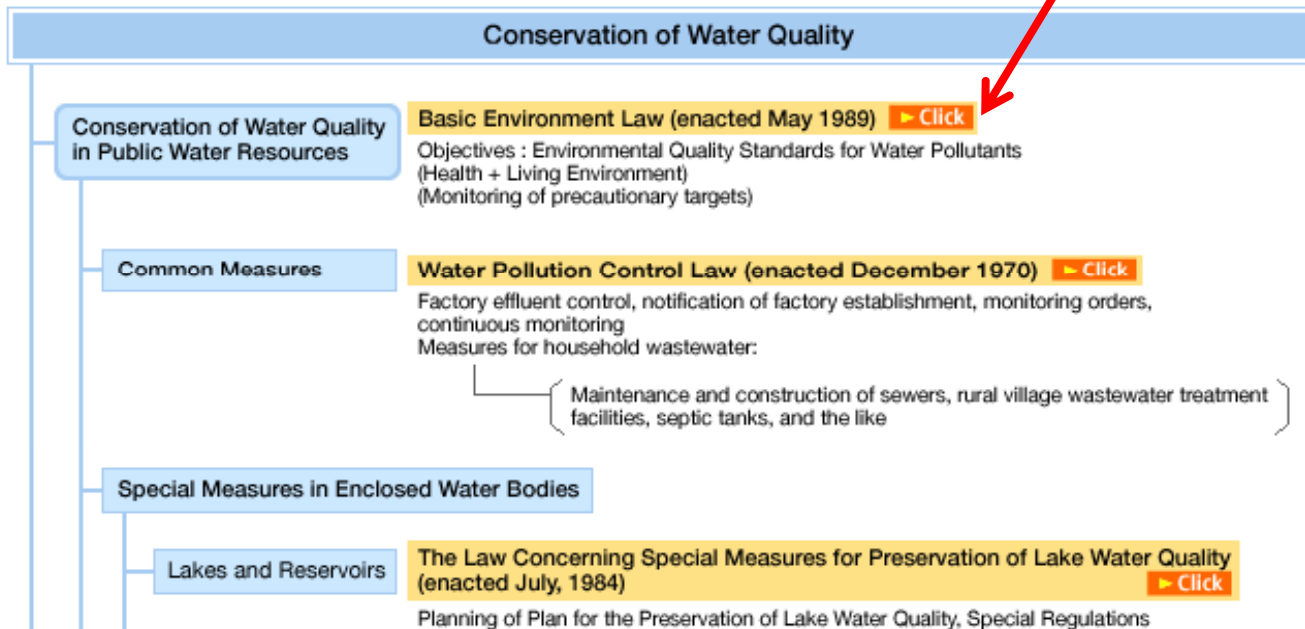 Conservation of Water Quality
Conservation of Water Quality
in Public Water Resources
Basic Environment Law (enacted May 1989) ► Click
Objectives : Environmental Quality Standards for Water Pollutants
(Health + Living Environment)
(Monitoring of precautionary targets)
Common Measures
Water Pollution Control Law (enacted December 1970) ► Click
Factory effluent control, notification of factory establishment, monitoring orders,
continuous monitoring
Measures for household wastewater:
Maintenance and construction of sewers, rural village wastewater treatment
facilities, septic tanks, and the like
Special Measures in Enclosed Water Bodies
Lakes and Reservoirs
The Law Concerning Special Measures for Preservation of Lake Water Quality
(enacted July, 1984) ► Click
Planning of Plan for the Preservation of Lake Water Quality, Special Regulations